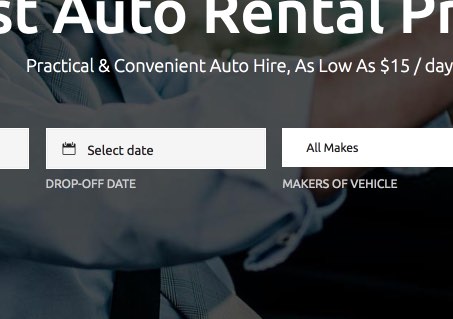 st Auto Rental Pr
Practical & Convenient Auto Hire, As Low As $15 / day
Select date
All Makes
DROP-OFF DATE
MAKERS OF VEHICLE